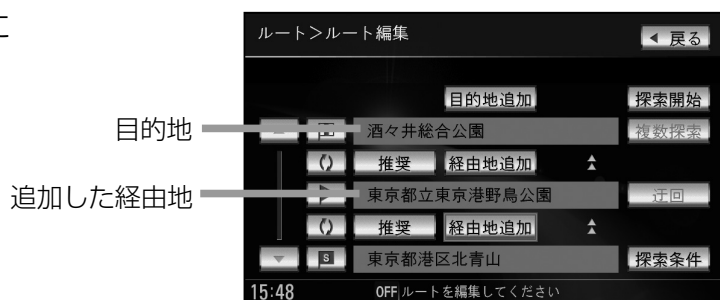 に
ルート＞ルート編集
戻る
目的地追加 探索開始
目的地 酒々井総合公園 複数探索
推奨 経由地追加
追加した経由地 東京都立東京港野鳥公園 迂回
推奨 経由地追加
S 東京都港区北青山 探索条件
15:48 OFF ルートを編集してください